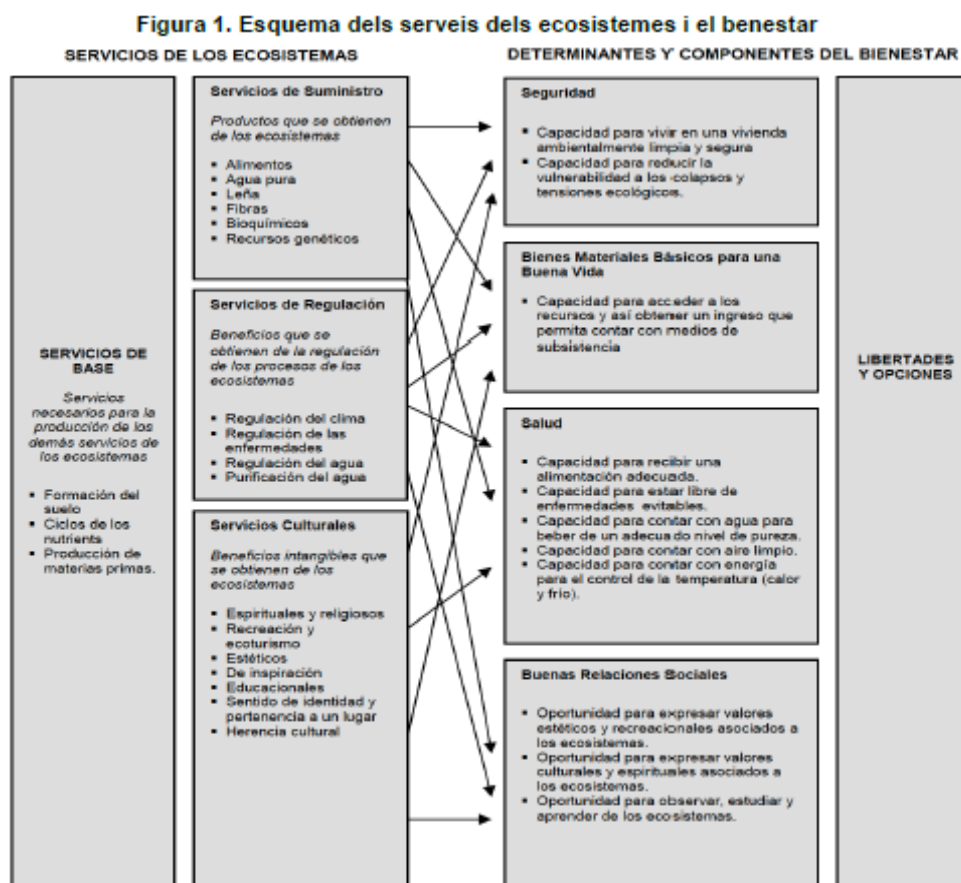 Figura 1. Esquema dels serveis dels ecosistemes i el benestar
SERVICIOS DE LOS ECOSISTEMAS
DETERMINANTES Y COMPONENTES DEL BIENESTAR
SERVICIOS DE
BASE
Servicios
necesarios para la
producción de los
demás servicios de
los ecosistemas
▪ Formación del
suelo
▪ Ciclos de los
nutrients
▪ Producción de
materias primas.
Servicios de Suministro
Productos que se obtienen
de los ecosistemas
▪ Alimentos
▪ Agua pura
▪ Leña
▪ Fibras
▪ Bioquímicos
▪ Recursos genéticos
Servicios de Regulación
Beneficios que se
obtienen de la regulación
de los procesos de los
ecosistemas
▪ Regulación del clima
▪ Regulación de las
enfermedades
▪ Regulación del agua
▪ Purificación del agua
Servicios Culturales
Beneficios intangibles que
se obtienen de los
ecosistemas
▪ Espirituales y religiosos
▪ Recreación y
ecoturismo
▪ Estéticos
▪ De inspiración
▪ Educacionales
▪ Sentido de identidad y
pertenencia a un lugar
▪ Herencia cultural
Seguridad
▪ Capacidad para vivir en una vivienda
ambientalmente limpia y segura
▪ Capacidad para reducir la
vulnerabilidad a los colapsos y
tensiones ecológicos.
Bienes Materiales Básicos para una
Buena Vida
▪ Capacidad para acceder a los
recursos y así obtener un ingreso que
permita contar con medios de
subsistencia
Salud
▪ Capacidad para recibir una
alimentación adecuada.
▪ Capacidad para estar libre de
enfermedades evitables.
▪ Capacidad para contar con agua para
beber de un adecuado nivel de pureza.
▪ Capacidad para contar con aire limpio.
▪ Capacidad para contar con energía
para el control de la temperatura (calor
y frío).
Buenas Relaciones Sociales
▪ Oportunidad para expresar valores
estéticos y recreacionales asociados a
los ecosistemas.
▪ Oportunidad para expresar valores
culturales y espirituales asociados a
los ecosistemas.
▪ Oportunidad para observar, estudiar y
aprender de los ecosistemas.
LIBERTADES
Y OPCIONES